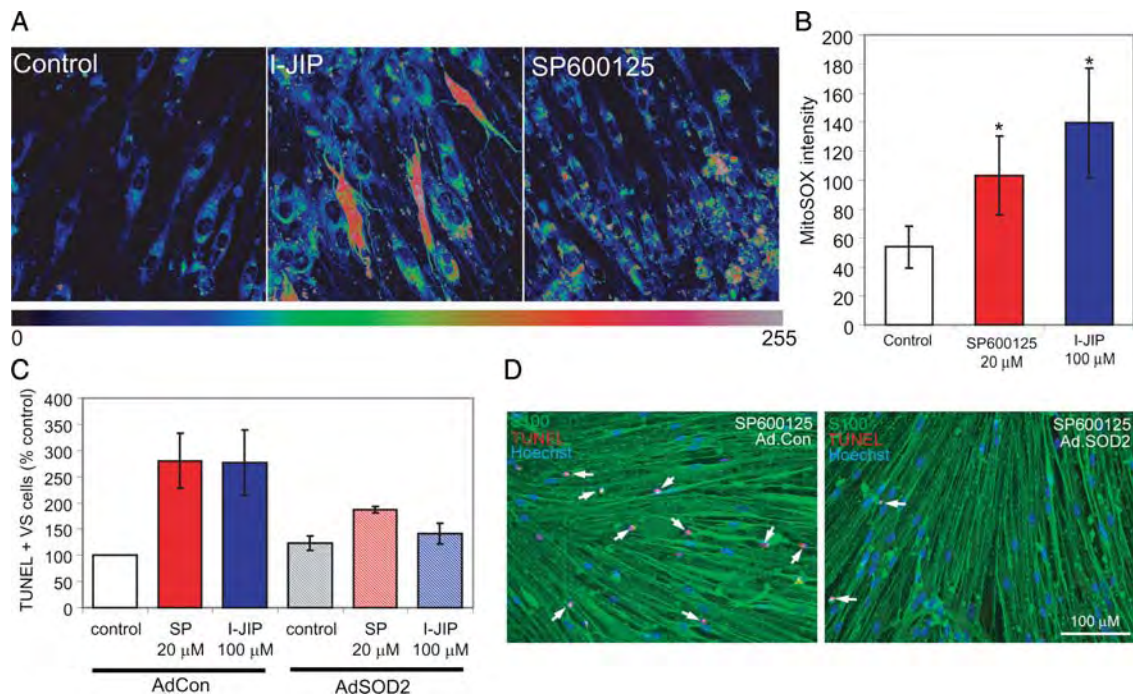 A
Control
I-JIP
SP600125
0
255
B
MitoSOX intensity
200
180
160
140
120
100
80
60
40
20
0
*
*
Control
SP600125
20 μM
I-JIP
100 μM
C
TUNEL + VS cells (% control)
400
350
300
250
200
150
100
50
0
control
SP
20 μM
I-JIP
100 μM
control
SP
20 μM
I-JIP
100 μM
AdCon
AdSOD2
D
S100
TUNEL
Hoechst
SP600125
Ad.Con
S100
TUNEL
Hoechst
SP600125
Ad.SOD2
100 μM